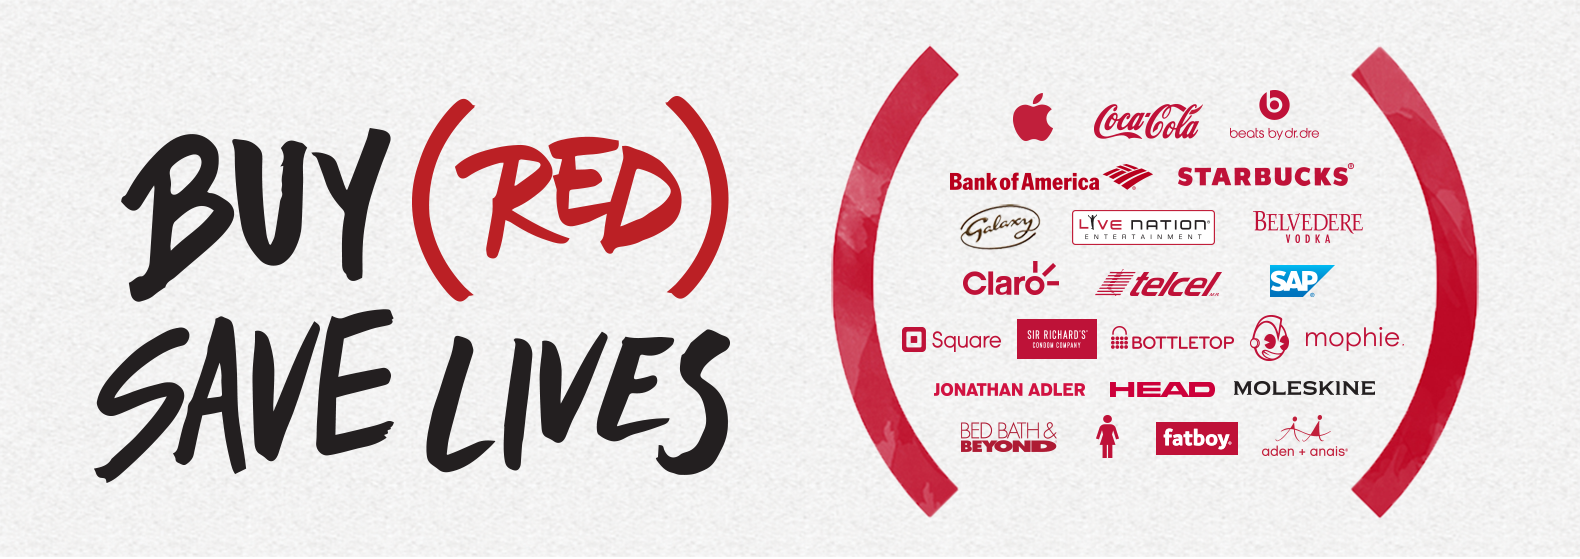 BUY (RED)
SAVE LIVES
Coca-Cola
b
beats by dr. dre
Bank of America
STARBUCKS®
Galaxy
LIVE NATION®
ENTERTAINMENT
BELVEDERE
VODKA
Claro
telcel M.R.
SAP®
Square
SIR RICHARD'S®
CONDOM COMPANY
BOTTLETOP
mophie.
JONATHAN ADLER
HEAD
MOLESKINE
BED BATH &
BEYOND
fatboy®
aden + anais®